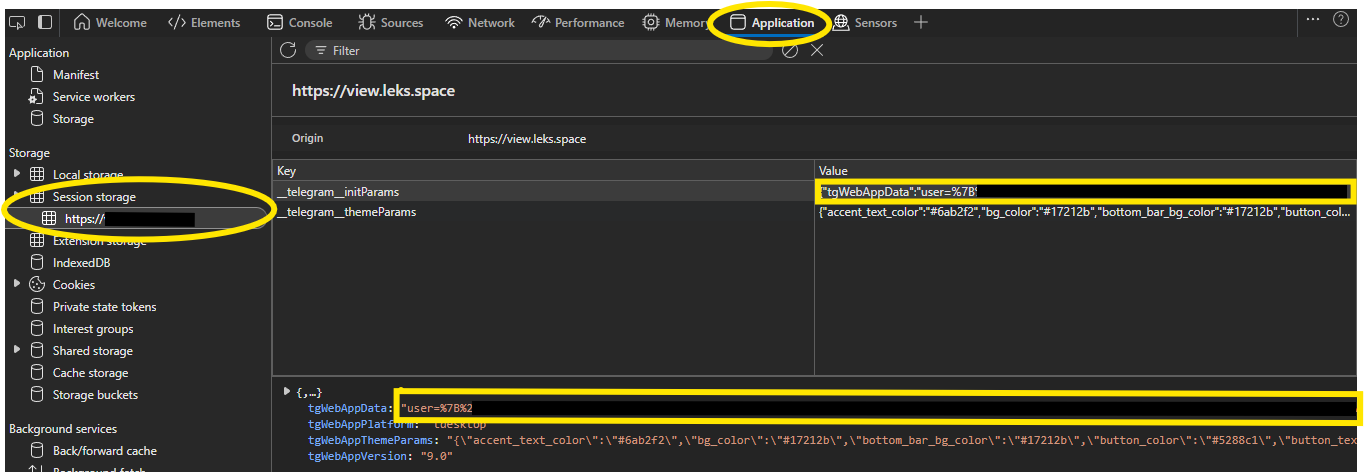 Welcome Elements Console Sources Network Performance Memory Application Sensors
Application
Manifest
Service workers
Storage
Storage
Local storage
Session storage
https://
Extension storage
IndexedDB
Cookies
Private state tokens
Interest groups
Shared storage
Cache storage
Storage buckets
Background services
Back/forward cache
Background fetch
Filter
https://view.leks.space
Origin https://view.leks.space
Key Value
__telegram__initParams {"tgWebAppData":"user=%7B
__telegram__themeParams {"accent_text_color":"#6ab2f2","bg_color":"#17212b","bottom_bar_bg_color":"#17212b","button_col...
{,…}
tgWebAppData: "user=%7B%2
tgWebAppPlatform: "tdesktop"
tgWebAppThemeParams: "{\"accent_text_color\":\"#6ab2f2\",\"bg_color\":\"#17212b\",\"bottom_bar_bg_color\":\"#17212b\",\"button_color\":\"#5288c1\",\"button_tex
tgWebAppVersion: "9.0"